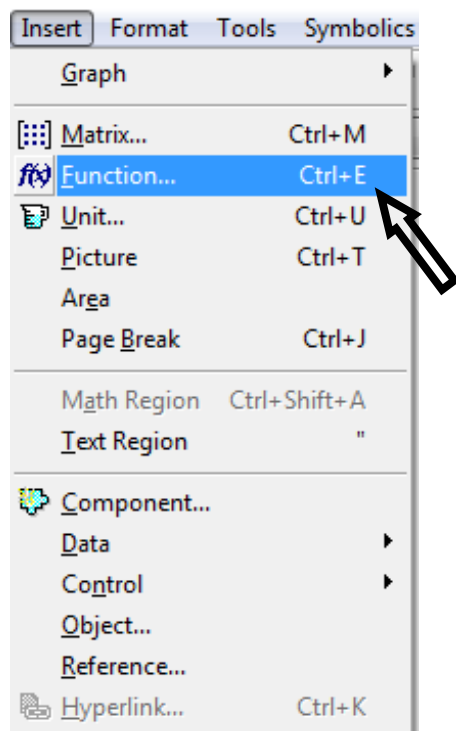 Insert Format Tools Symbolics
Graph
Matrix... Ctrl+M
f(x) Function... Ctrl+E
Unit... Ctrl+U
Picture Ctrl+T
Area
Page Break Ctrl+J
Math Region Ctrl+Shift+A
Text Region "
Component...
Data
Control
Object...
Reference...
Hyperlink... Ctrl+K